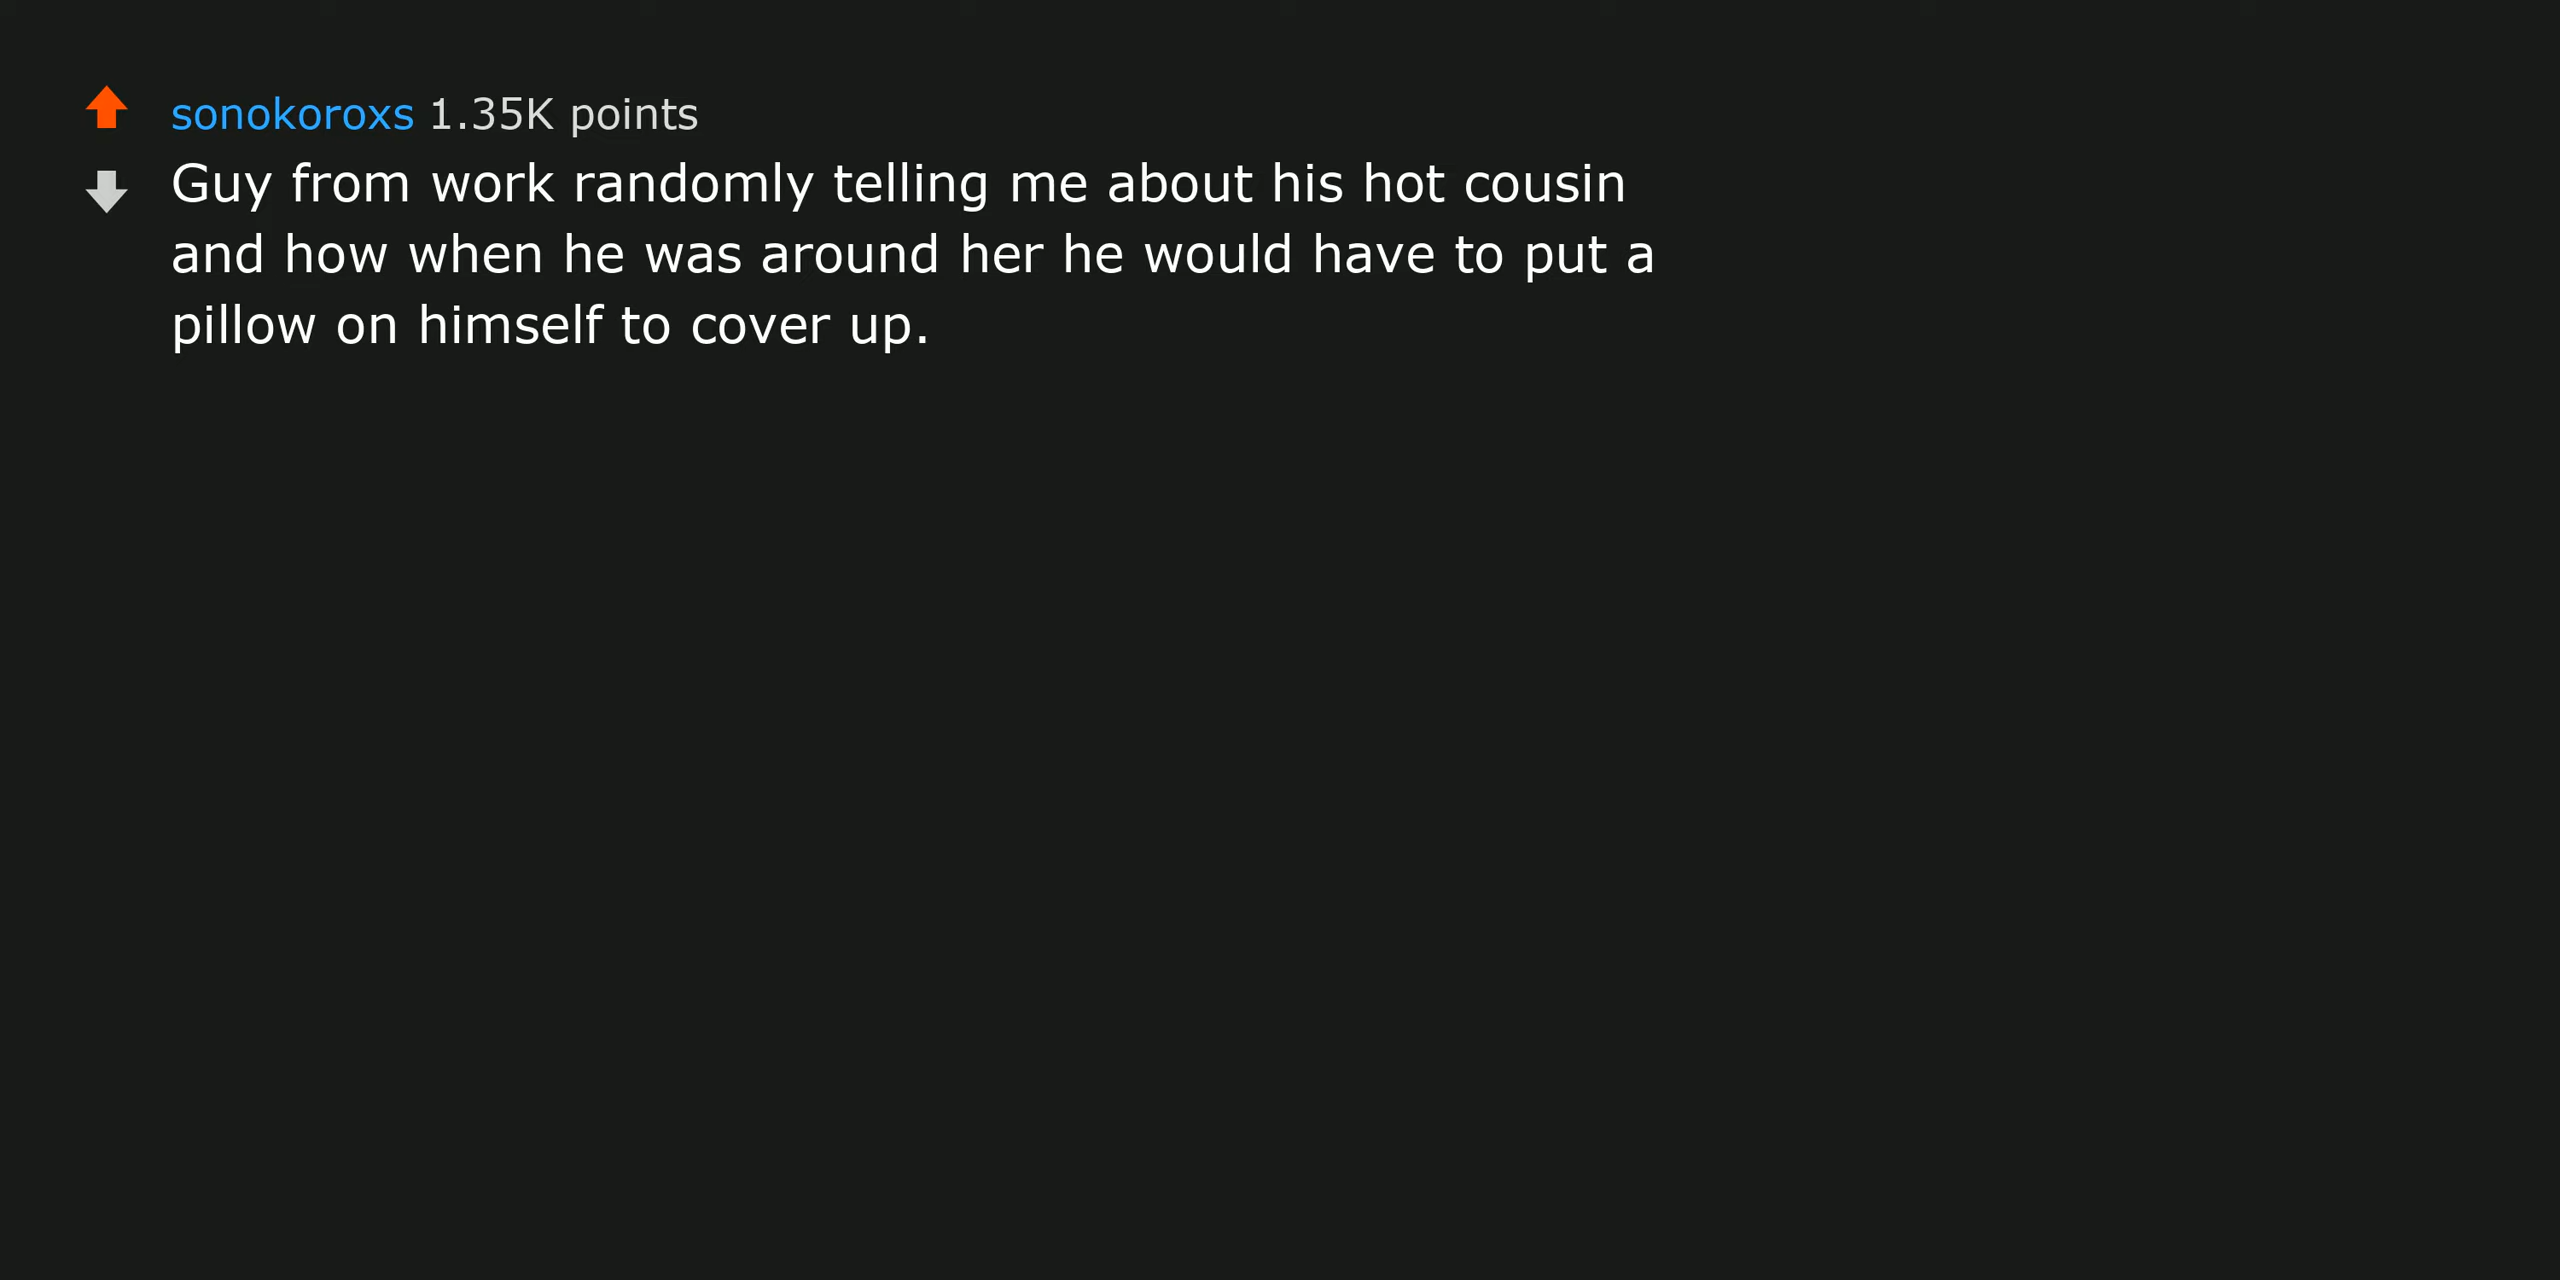 sonokoroxs 1.35K points
Guy from work randomly telling me about his hot cousin
and how when he was around her he would have to put a
pillow on himself to cover up.